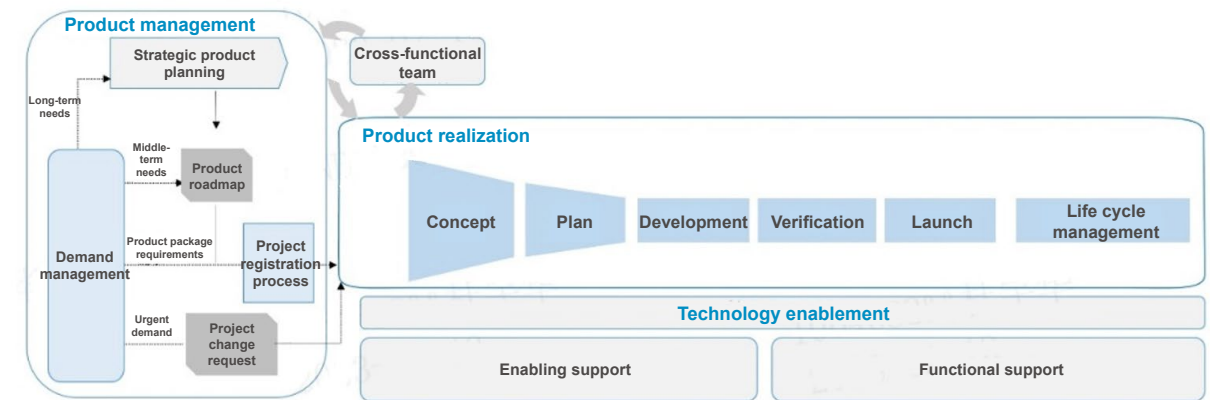 Product management
Strategic product
planning
Cross-functional
team
Long-term
needs
Middle-
term
needs
Product
roadmap
Demand
management
Product package
requirements
Project
registration
process
Urgent
demand
Project
change
request
Product realization
Concept
Plan
Development
Verification
Launch
Life cycle
management
Technology enablement
Enabling support
Functional support